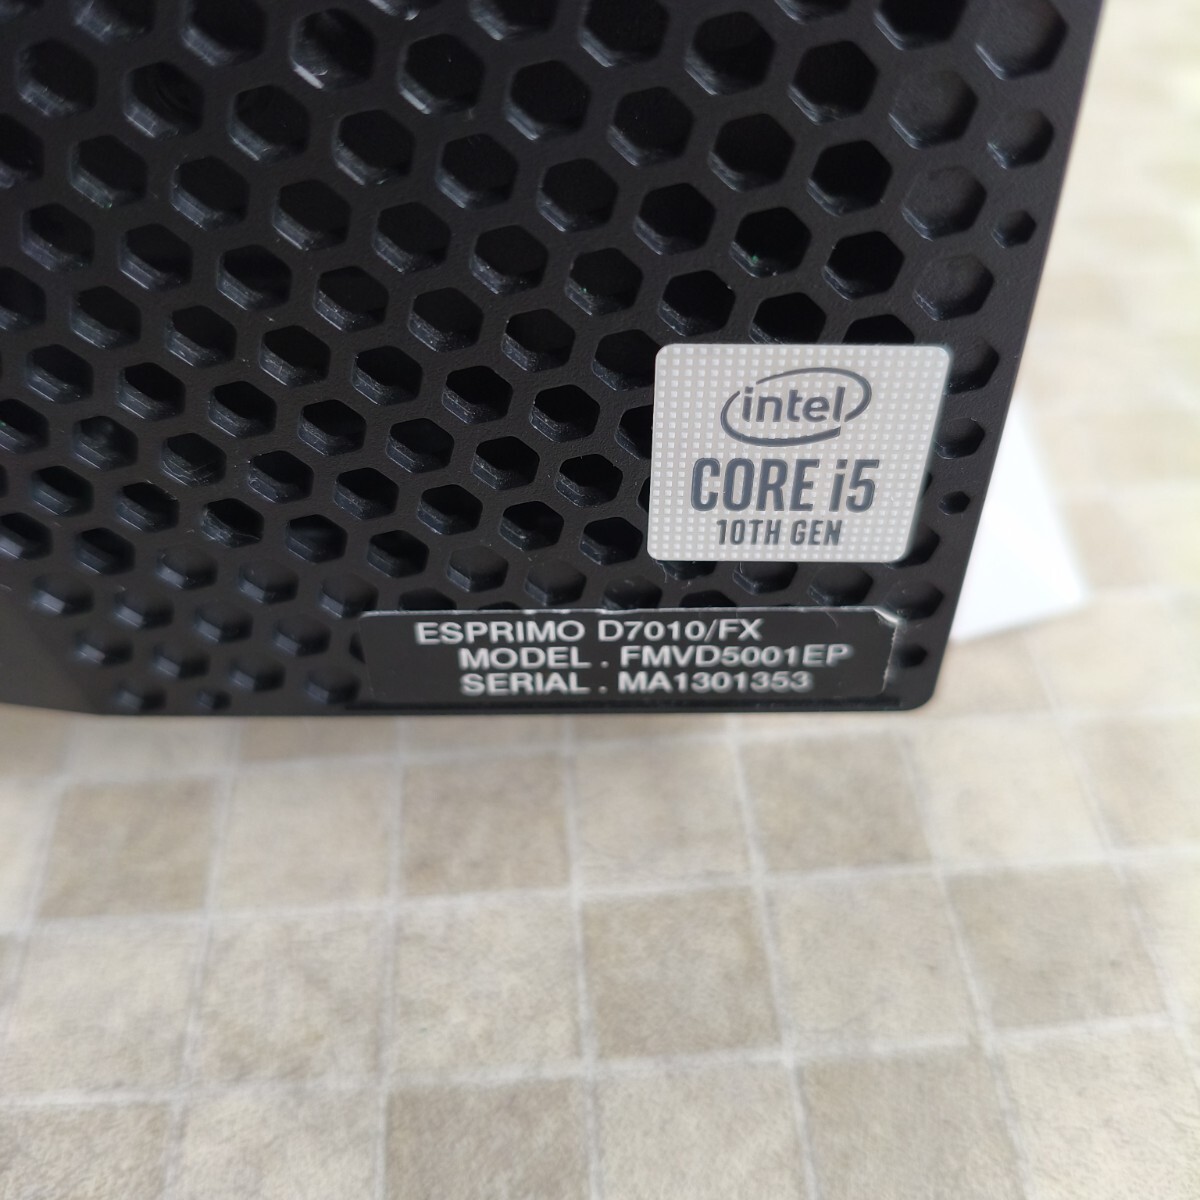 intel
CORE i5
10TH GEN
ESPRIMO D7010/FX
MODEL . FMVD5001EP
SERIAL . MA1301353